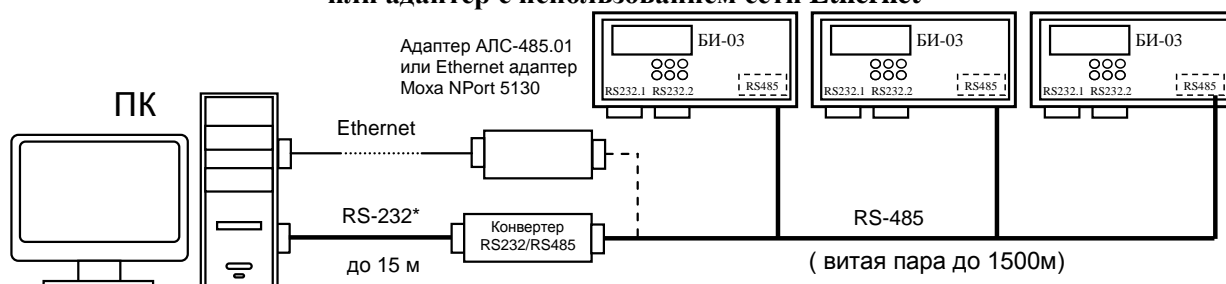 или адаптер с использованием сети Ethernet
Адаптер АЛС-485.01
или Ethernet адаптер
Moxa NPort 5130
БИ-03
RS232.1 RS232.2
RS485
БИ-03
RS232.1 RS232.2
RS485
БИ-03
RS232.1 RS232.2
RS485
ПК
Ethernet
RS-232*
до 15 м
Конвертер
RS232/RS485
RS-485
( витая пара до 1500м)